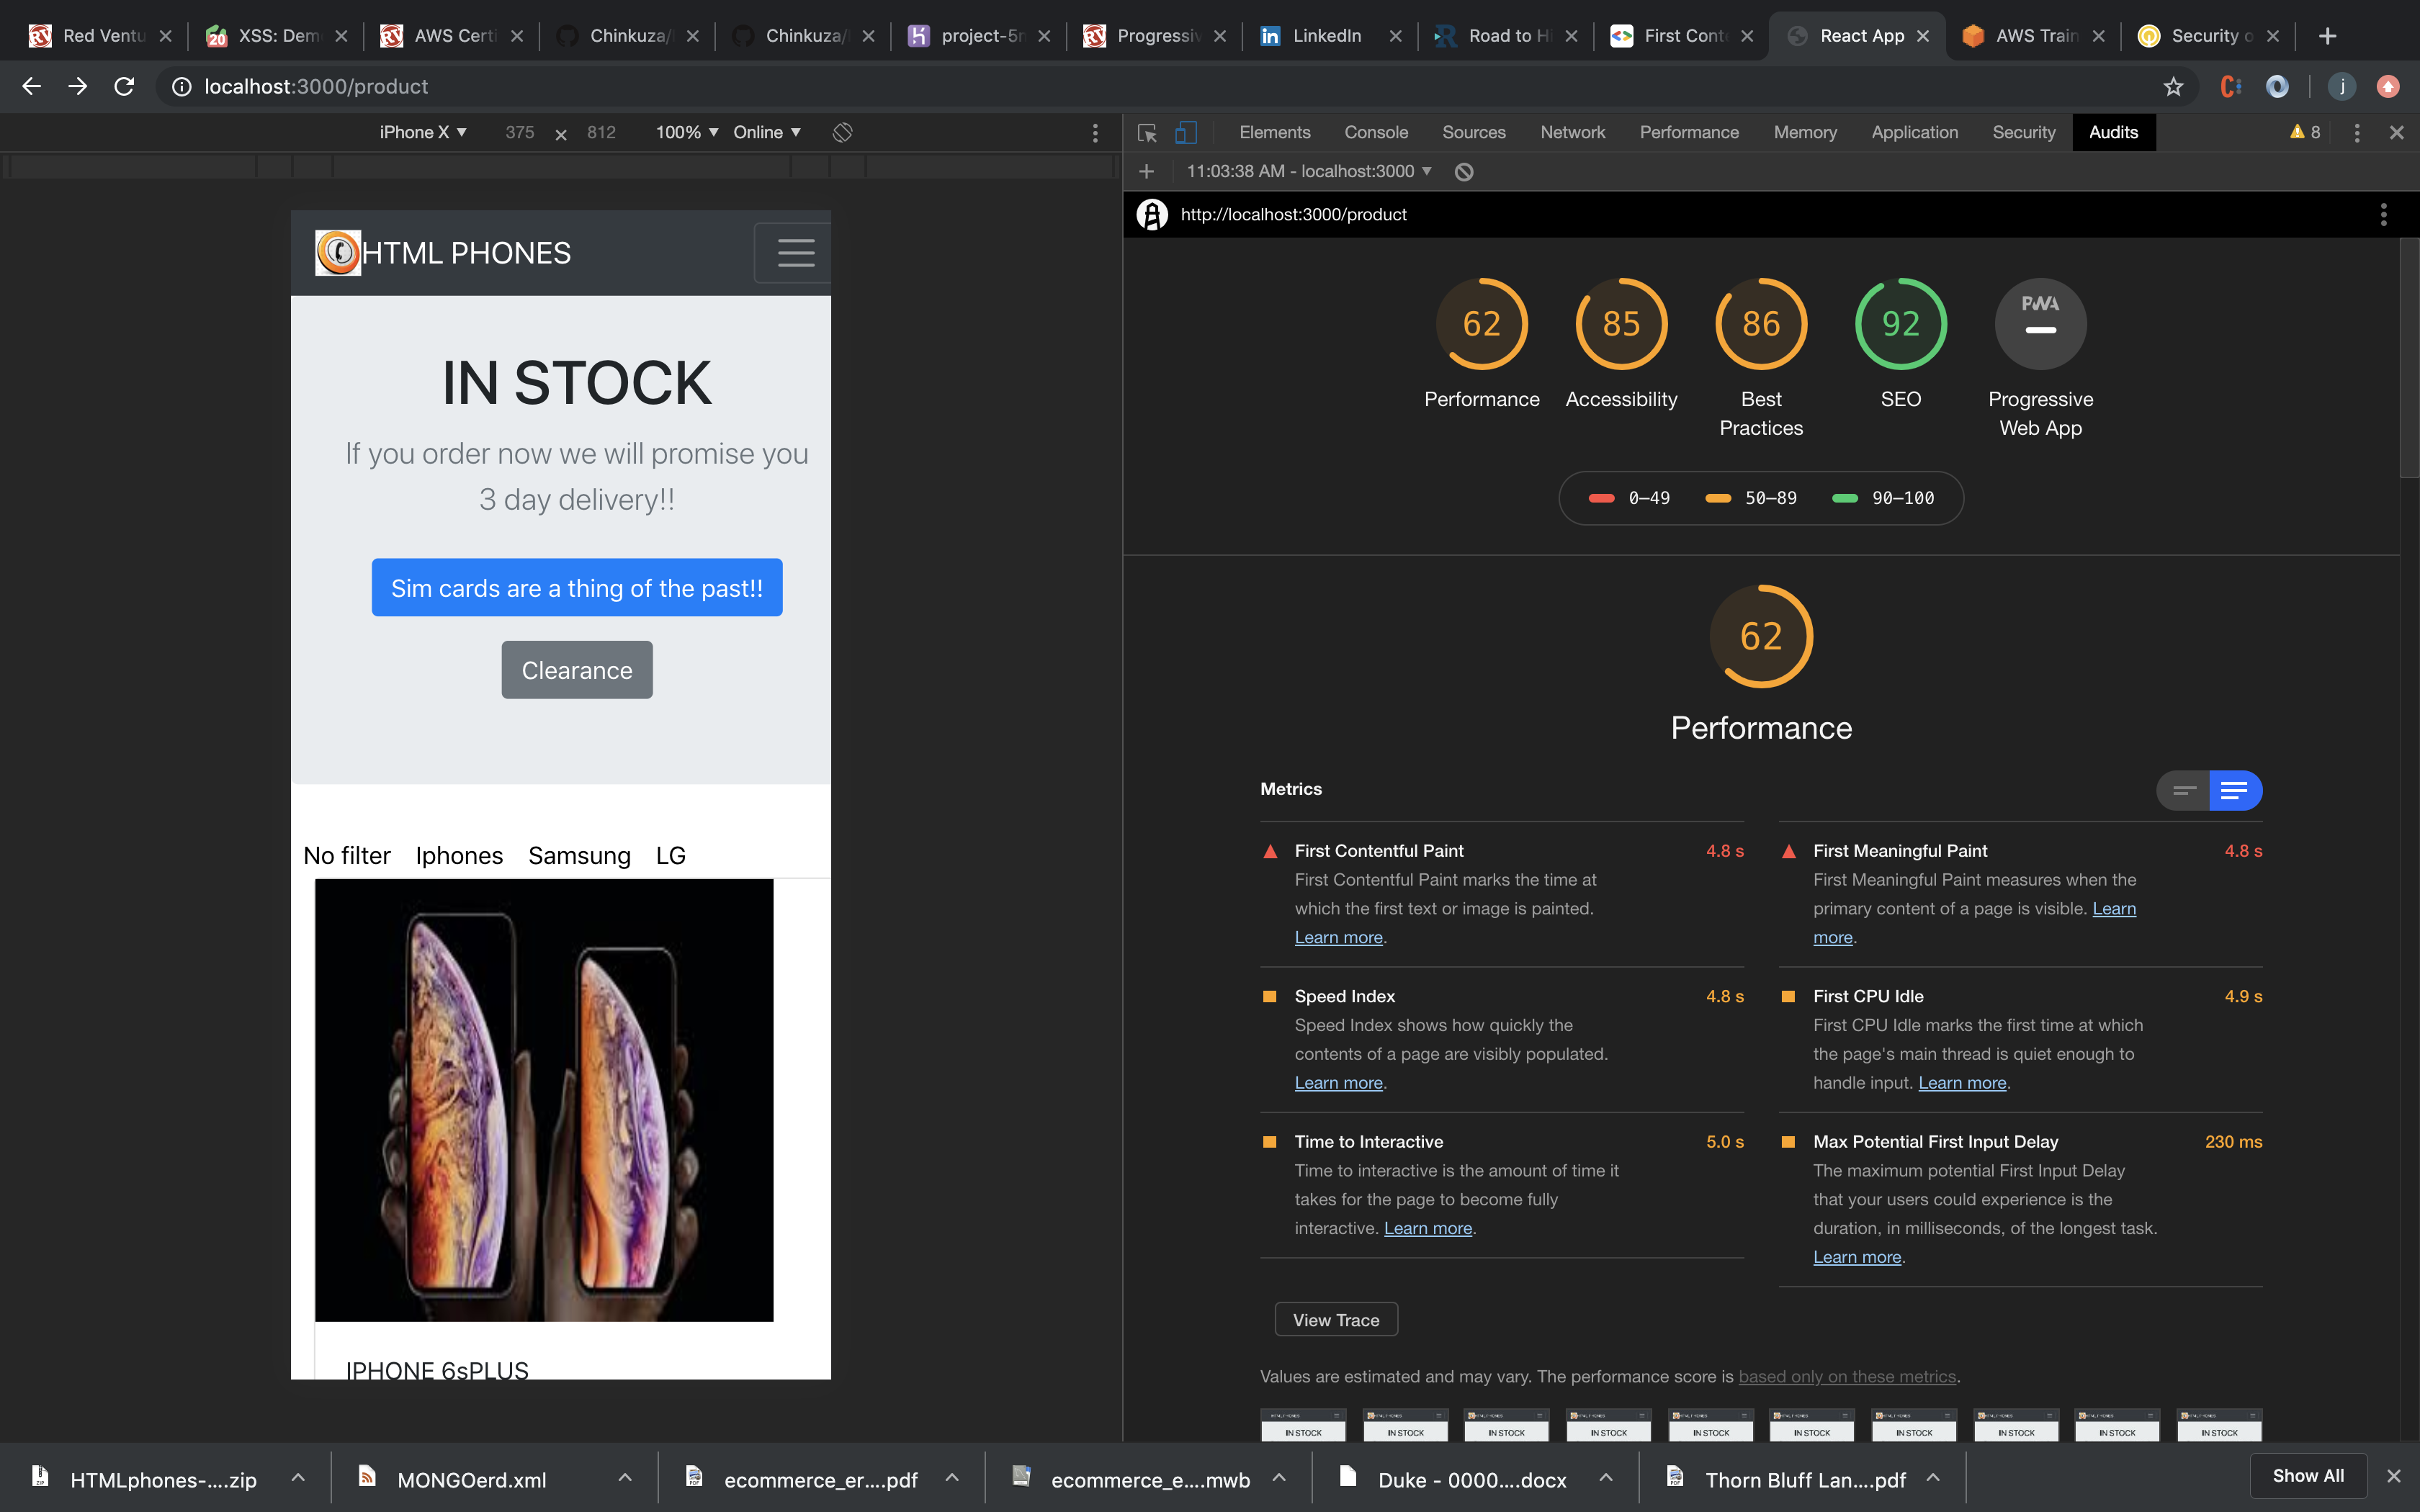 Red Ventu
XSS: Dem
AWS Certi
Chinkuza/
Chinkuza/
project-5m
Progressiv
LinkedIn
Road to Hi
First Cont
React App
AWS Train
Security o
localhost:3000/product
iPhone X ▼ 375 × 812 100% ▼ Online ▼
Elements Console Sources Network Performance Memory Application Security Audits 8
11:03:38 AM - localhost:3000 ▼
http://localhost:3000/product
HTML PHONES
IN STOCK
If you order now we will promise you
3 day delivery!!
Sim cards are a thing of the past!!
Clearance
No filter Iphones Samsung LG
IPHONE 6sPLUS
62 85 86 92 PWA
Performance
Accessibility
Best
Practices
SEO
Progressive
Web App
0–49 50–89 90–100
62
Performance
Metrics
First Contentful Paint 4.8 s
First Contentful Paint marks the time at
which the first text or image is painted.
Learn more.
First Meaningful Paint 4.8 s
First Meaningful Paint measures when the
primary content of a page is visible. Learn
more.
Speed Index 4.8 s
Speed Index shows how quickly the
contents of a page are visibly populated.
Learn more.
First CPU Idle 4.9 s
First CPU Idle marks the first time at which
the page's main thread is quiet enough to
handle input. Learn more.
Time to Interactive 5.0 s
Time to interactive is the amount of time it
takes for the page to become fully
interactive. Learn more.
Max Potential First Input Delay 230 ms
The maximum potential First Input Delay
that your users could experience is the
duration, in milliseconds, of the longest task.
Learn more.
View Trace
Values are estimated and may vary. The performance score is based only on these metrics.
IN STOCK IN STOCK IN STOCK IN STOCK IN STOCK IN STOCK IN STOCK IN STOCK IN STOCK IN STOCK
HTMLphones-....zip
MONGOerd.xml
ecommerce_er....pdf
ecommerce_e....mwb
Duke - 0000....docx
Thorn Bluff Lan....pdf
Show All